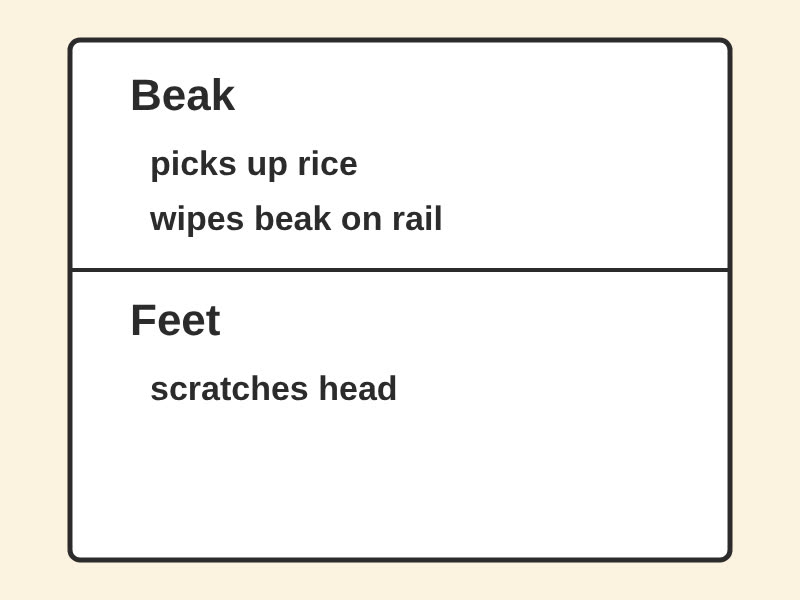 Beak
picks up rice
wipes beak on rail
Feet
scratches head